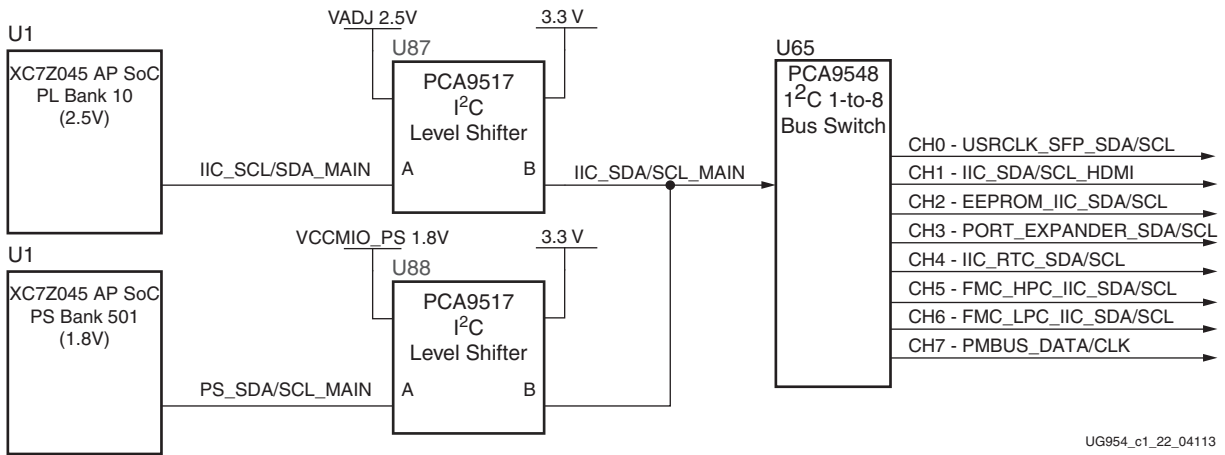 U1
XC7Z045 AP SoC
PL Bank 10
(2.5V)
IIC_SCL/SDA_MAIN
VADJ 2.5V
3.3 V
U87
PCA9517
I²C
Level Shifter
A
B
IIC_SDA/SCL_MAIN
U1
XC7Z045 AP SoC
PS Bank 501
(1.8V)
PS_SDA/SCL_MAIN
VCCMIO_PS 1.8V
3.3 V
U88
PCA9517
I²C
Level Shifter
A
B
U65
PCA9548
1²C 1-to-8
Bus Switch
CH0 - USRCLK_SFP_SDA/SCL
CH1 - IIC_SDA/SCL_HDMI
CH2 - EEPROM_IIC_SDA/SCL
CH3 - PORT_EXPANDER_SDA/SCL
CH4 - IIC_RTC_SDA/SCL
CH5 - FMC_HPC_IIC_SDA/SCL
CH6 - FMC_LPC_IIC_SDA/SCL
CH7 - PMBUS_DATA/CLK
UG954_c1_22_04113